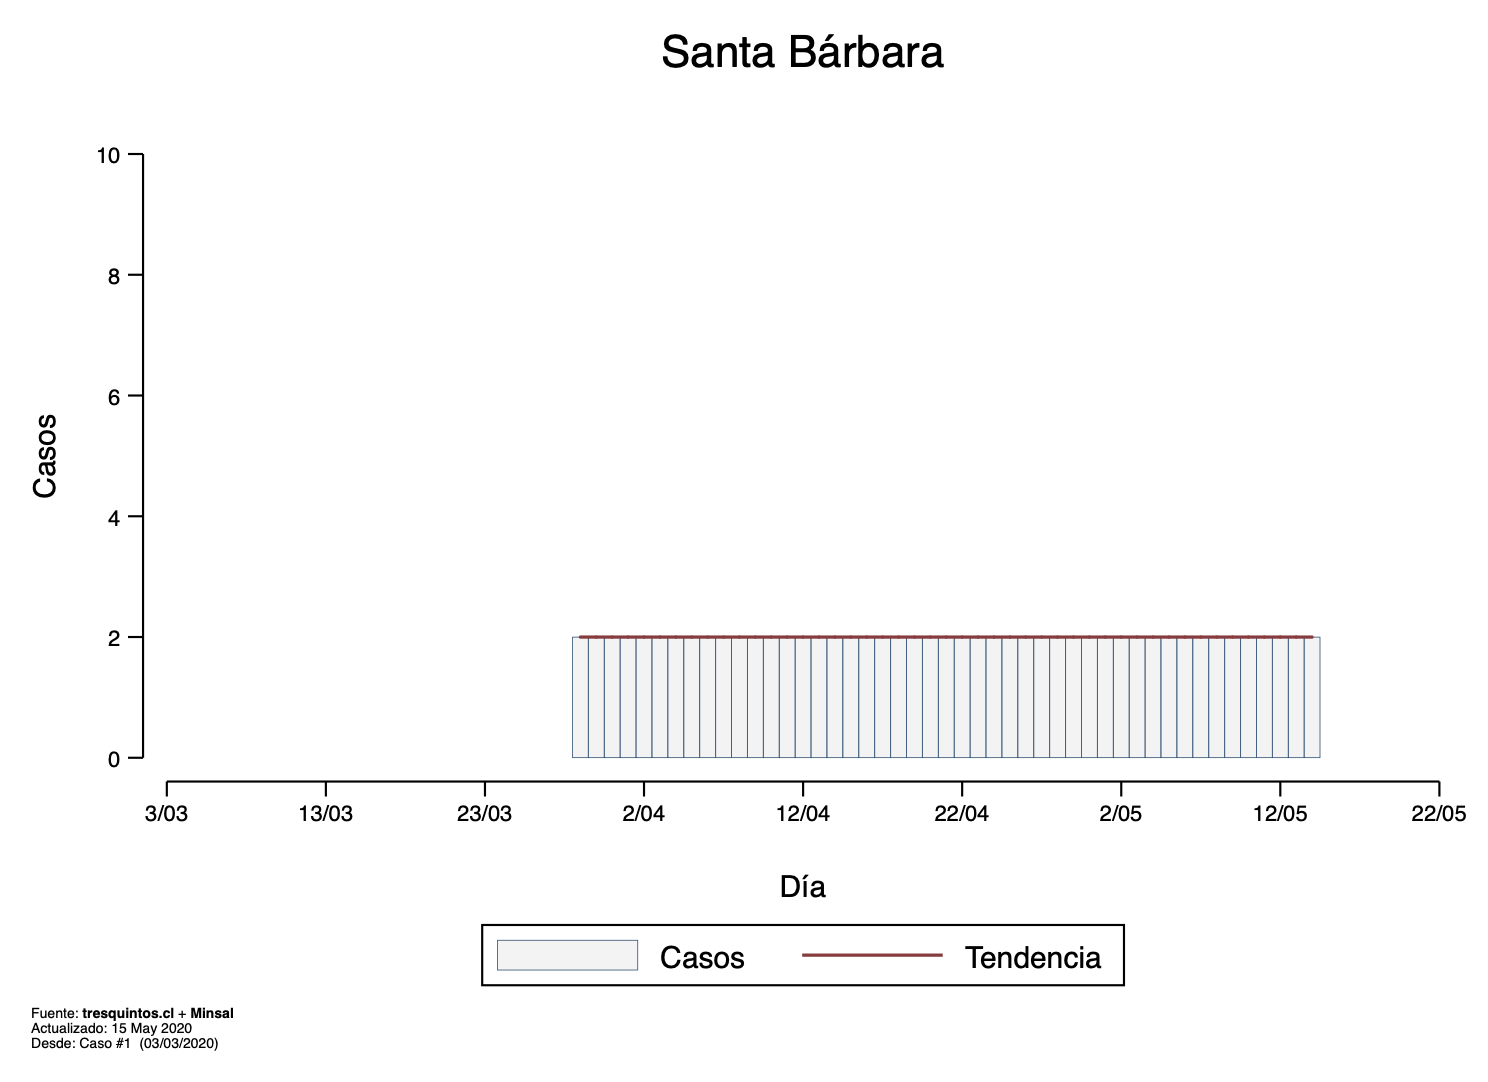 Santa Bárbara
10
8
6
4
2
0
Casos
3/03 13/03 23/03 2/04 12/04 22/04 2/05 12/05 22/05
Día
Casos Tendencia
Fuente: tresquintos.cl + Minsal
Actualizado: 15 May 2020
Desde: Caso #1 (03/03/2020)